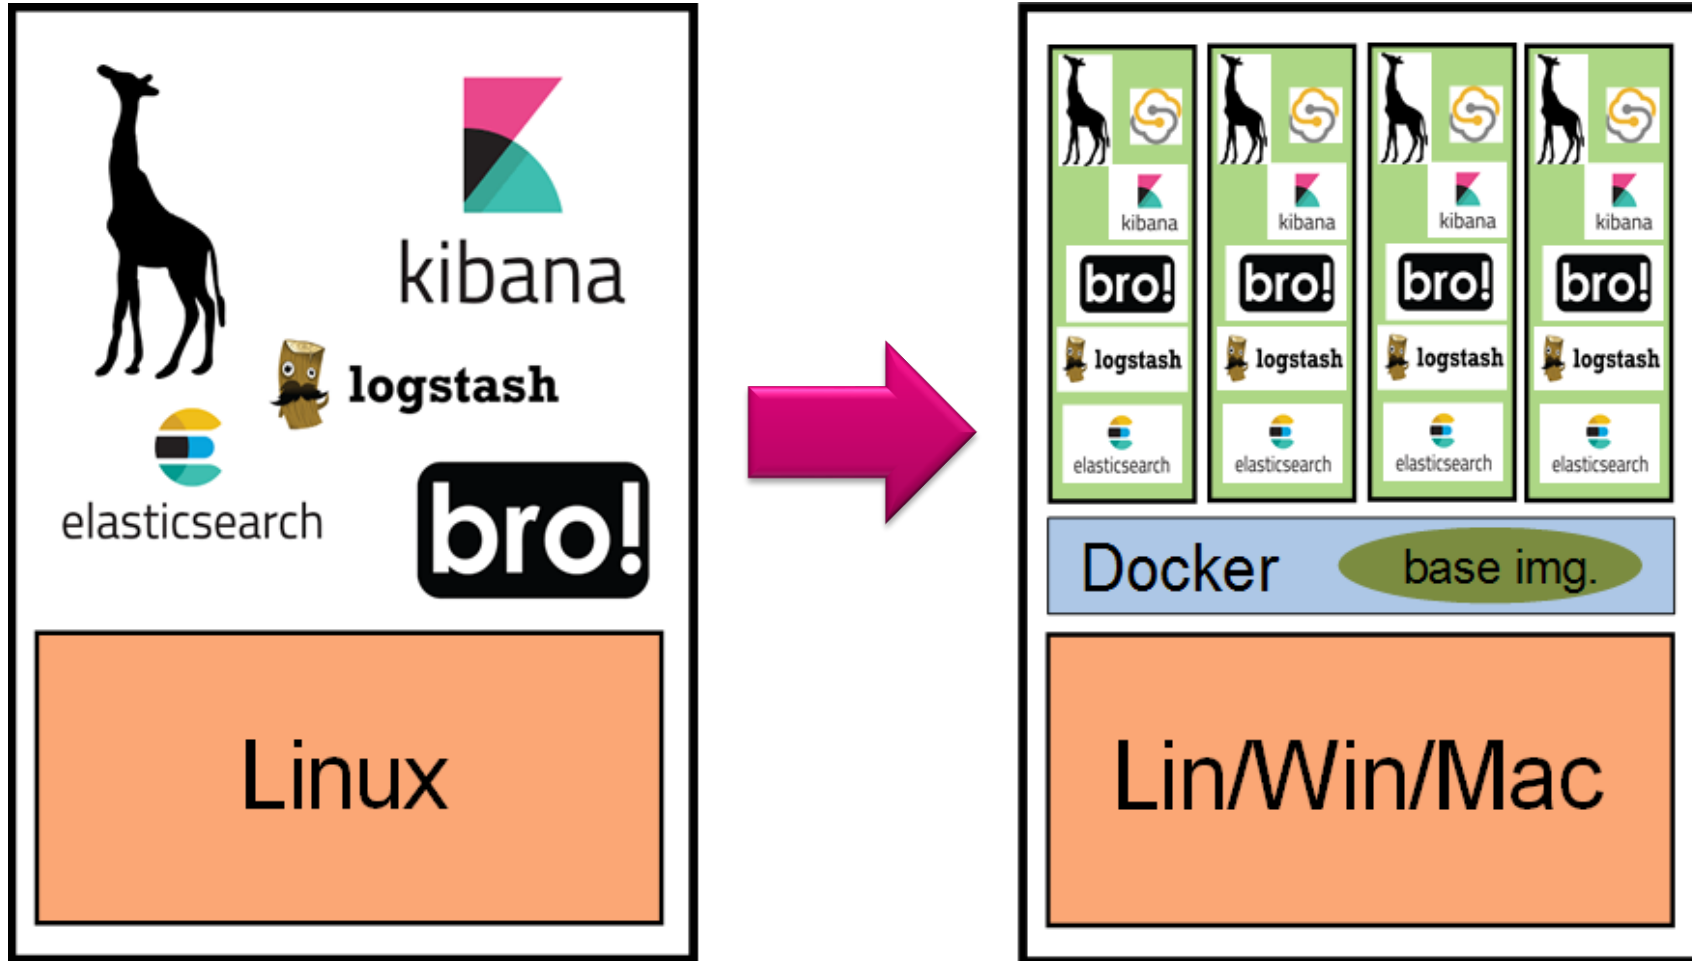 kibana
logstash
elasticsearch
bro!
Linux
kibana
bro!
logstash
elasticsearch
kibana
bro!
logstash
elasticsearch
kibana
bro!
logstash
elasticsearch
kibana
bro!
logstash
elasticsearch
Docker
base img.
Lin/Win/Mac